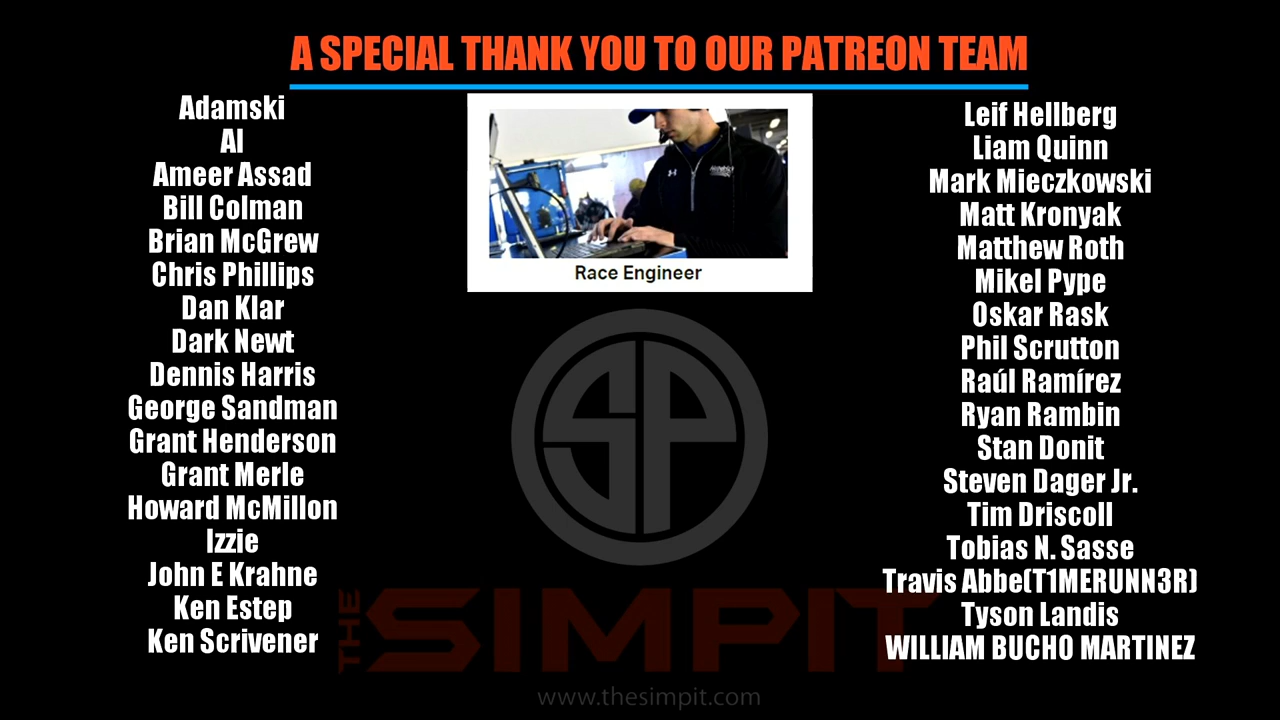 A SPECIAL THANK YOU TO OUR PATREON TEAM
Adamski
Al
Ameer Assad
Bill Colman
Brian McGrew
Chris Phillips
Dan Klar
Dark Newt
Dennis Harris
George Sandman
Grant Henderson
Grant Merle
Howard McMillon
Izzie
John E Krahne
Ken Estep
Ken Scrivener
Race Engineer
SP
THE SIMPIT
www.thesimpit.com
Leif Hellberg
Liam Quinn
Mark Mieczkowski
Matt Kronyak
Matthew Roth
Mikel Pype
Oskar Rask
Phil Scrutton
Raúl Ramírez
Ryan Rambin
Stan Donit
Steven Dager Jr.
Tim Driscoll
Tobias N. Sasse
Travis Abbe(T1MERUNN3R)
Tyson Landis
WILLIAM BUCHO MARTINEZ